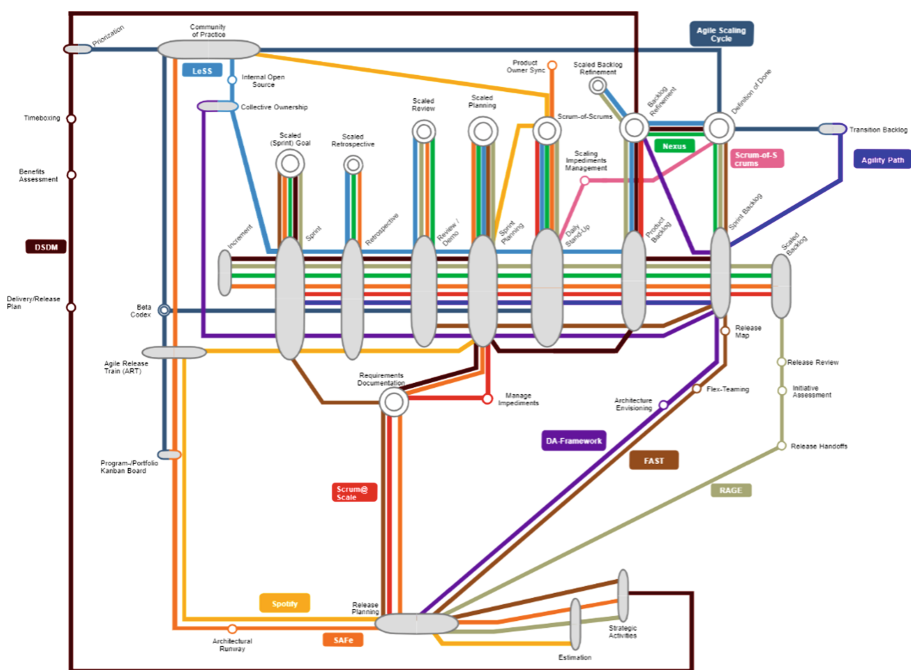 Community
of Practice
Agile Scaling
Cycle
Priorization
LeSS
Internal Open
Source
Collective Ownership
Product
Owner Sync
Scaled Backlog
Refinement
Backlog
Refinement
Definition of Done
Timeboxing
Scaled
(Sprint) Goal
Scaled
Retrospective
Scaled
Review
Scaled
Planning
Scrum-of-Scrums
Transition Backlog
Nexus
Scrum-of-S
crums
Agility Path
Benefits
Assessment
Scaling
Impediments
Management
DSDM
Increment
Sprint
Retrospective
Review /
Demo
Sprint
Planning
Daily
Stand-Up
Product
Backlog
Sprint Backlog
Scaled
Backlog
Delivery/Release
Plan
Beta
Codex
Release
Map
Agile Release
Train (ART)
Requirements
Documentation
Release Review
Manage
Impediments
Architecture
Envisioning
Flex-Teaming
Initiative
Assessment
DA-Framework
FAST
Release Handoffs
Program-/Portfolio
Kanban Board
Scrum@
Scale
RAGE
Spotify
Release
Planning
SAFe
Architectural
Runway
Estimation
Strategic
Activities